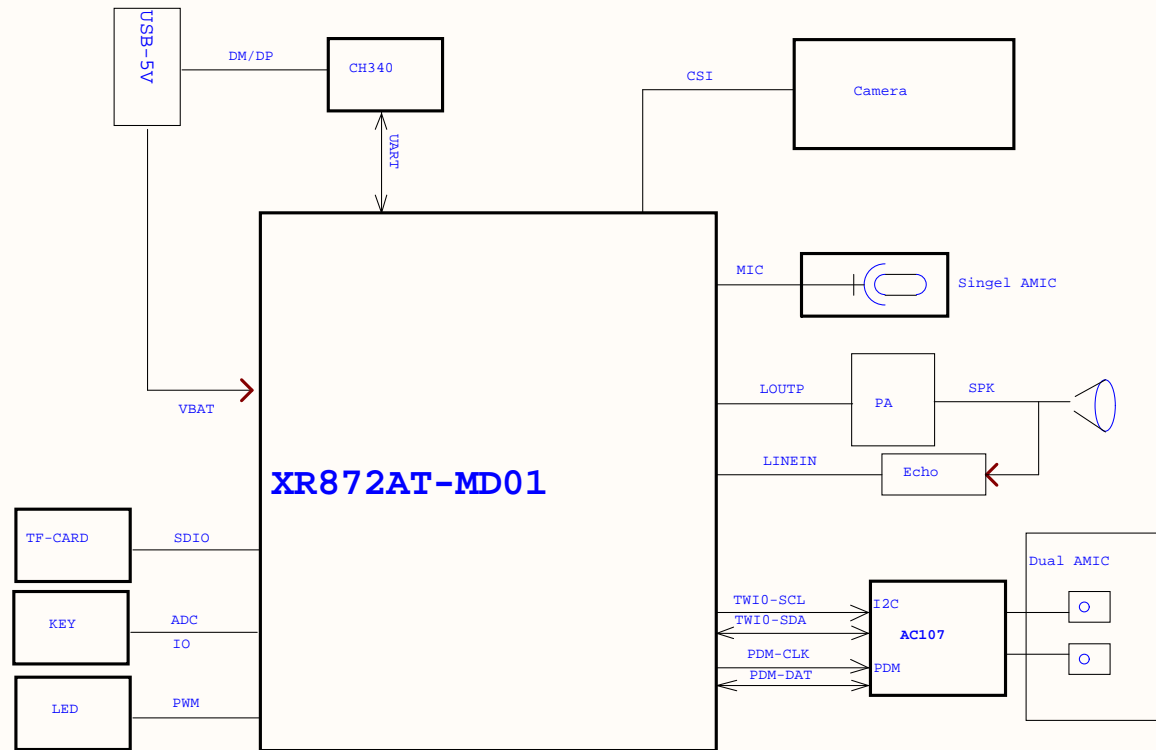 USB-5V
DM/DP
CH340
UART
CSI
Camera
MIC
Singel AMIC
VBAT
LOUTP
PA
SPK
LINEIN
Echo
XR872AT-MD01
TF-CARD
SDIO
KEY
ADC
IO
LED
PWM
Dual AMIC
TWI0-SCL
I2C
TWI0-SDA
AC107
PDM-CLK
PDM
PDM-DAT